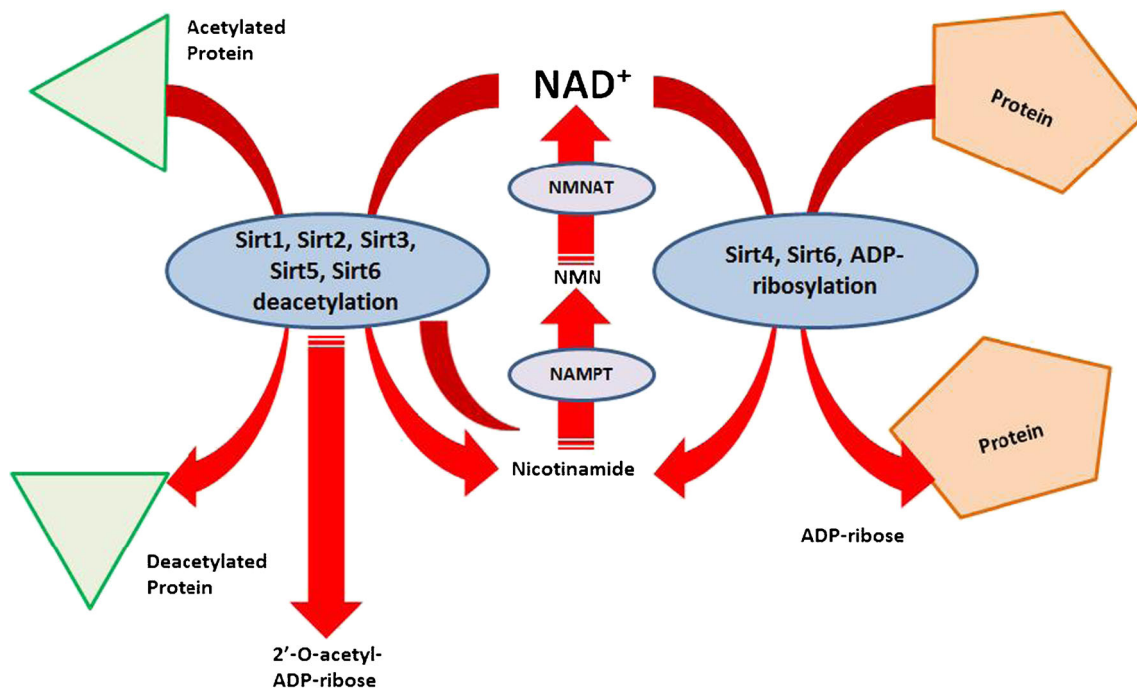 Acetylated
Protein
NAD⁺
Protein
NMNAT
Sirt1, Sirt2, Sirt3,
Sirt5, Sirt6
deacetylation
NMN
Sirt4, Sirt6, ADP-
ribosylation
NAMPT
Nicotinamide
Protein
ADP-ribose
Deacetylated
Protein
2′-O-acetyl-
ADP-ribose